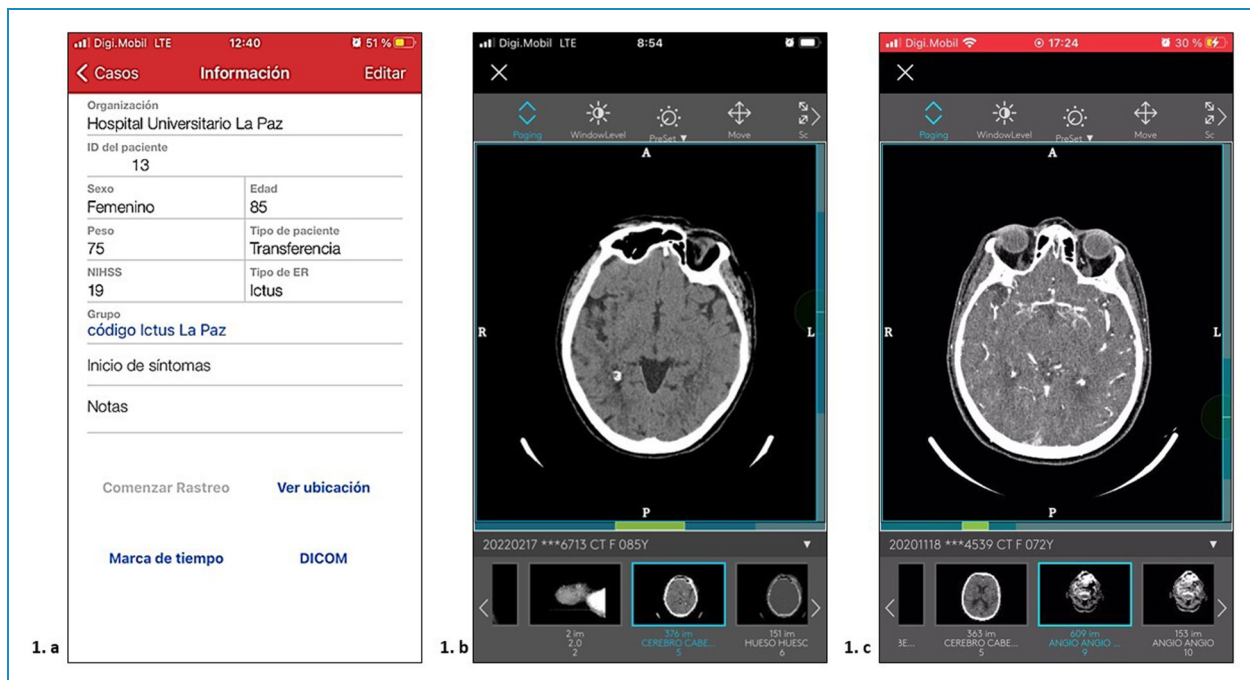 Digi.Mobil LTE 12:40 51 %
Casos Información Editar
Organización
Hospital Universitario La Paz
ID del paciente
13
Sexo Edad
Femenino 85
Peso Tipo de paciente
75 Transferencia
NIHSS Tipo de ER
19 Ictus
Grupo
código Ictus La Paz
Inicio de síntomas
Notas
Comenzar Rastreo Ver ubicación
Marca de tiempo DICOM
1. a
Digi.Mobil LTE 8:54
Paging WindowLevel PreSet ▼ Move Sc
A
R L
P
20220217 ***6713 CT F 085Y ▼
2 im 376 im 151 im
2.0 CEREBRO CABE... HUESO HUESC
2 5 6
1. b
Digi.Mobil 17:24 30 %
Paging WindowLevel PreSet ▼ Move Sc
A
R L
P
20201118 ***4539 CT F 072Y ▼
363 im 609 im 153 im
3E... CEREBRO CABE... ANGIO ANGIO ... ANGIO ANGIO
5 9 10
1. c